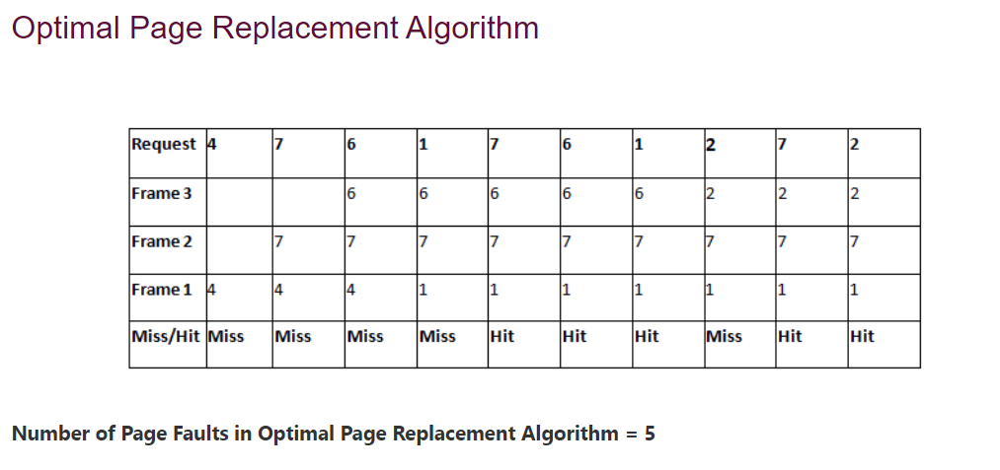 Optimal Page Replacement Algorithm
Request 4 7 6 1 7 6 1 2 7 2
Frame 3 6 6 6 6 6 2 2 2
Frame 2 7 7 7 7 7 7 7 7 7
Frame 1 4 4 4 1 1 1 1 1 1 1
Miss/Hit Miss Miss Miss Miss Hit Hit Hit Miss Hit Hit
Number of Page Faults in Optimal Page Replacement Algorithm = 5